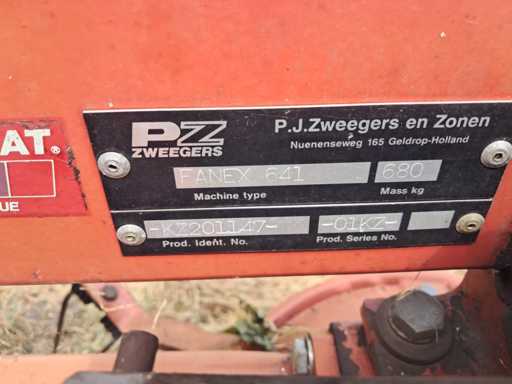 AT®
UE
PZ
ZWEEGERS
P.J.Zweegers en Zonen
Nuenenseweg 165 Geldrop-Holland
FANEX 641
680
Machine type
Mass kg
-KZ201147-
-01KZ-
Prod. Ident. No.
Prod. Series No.